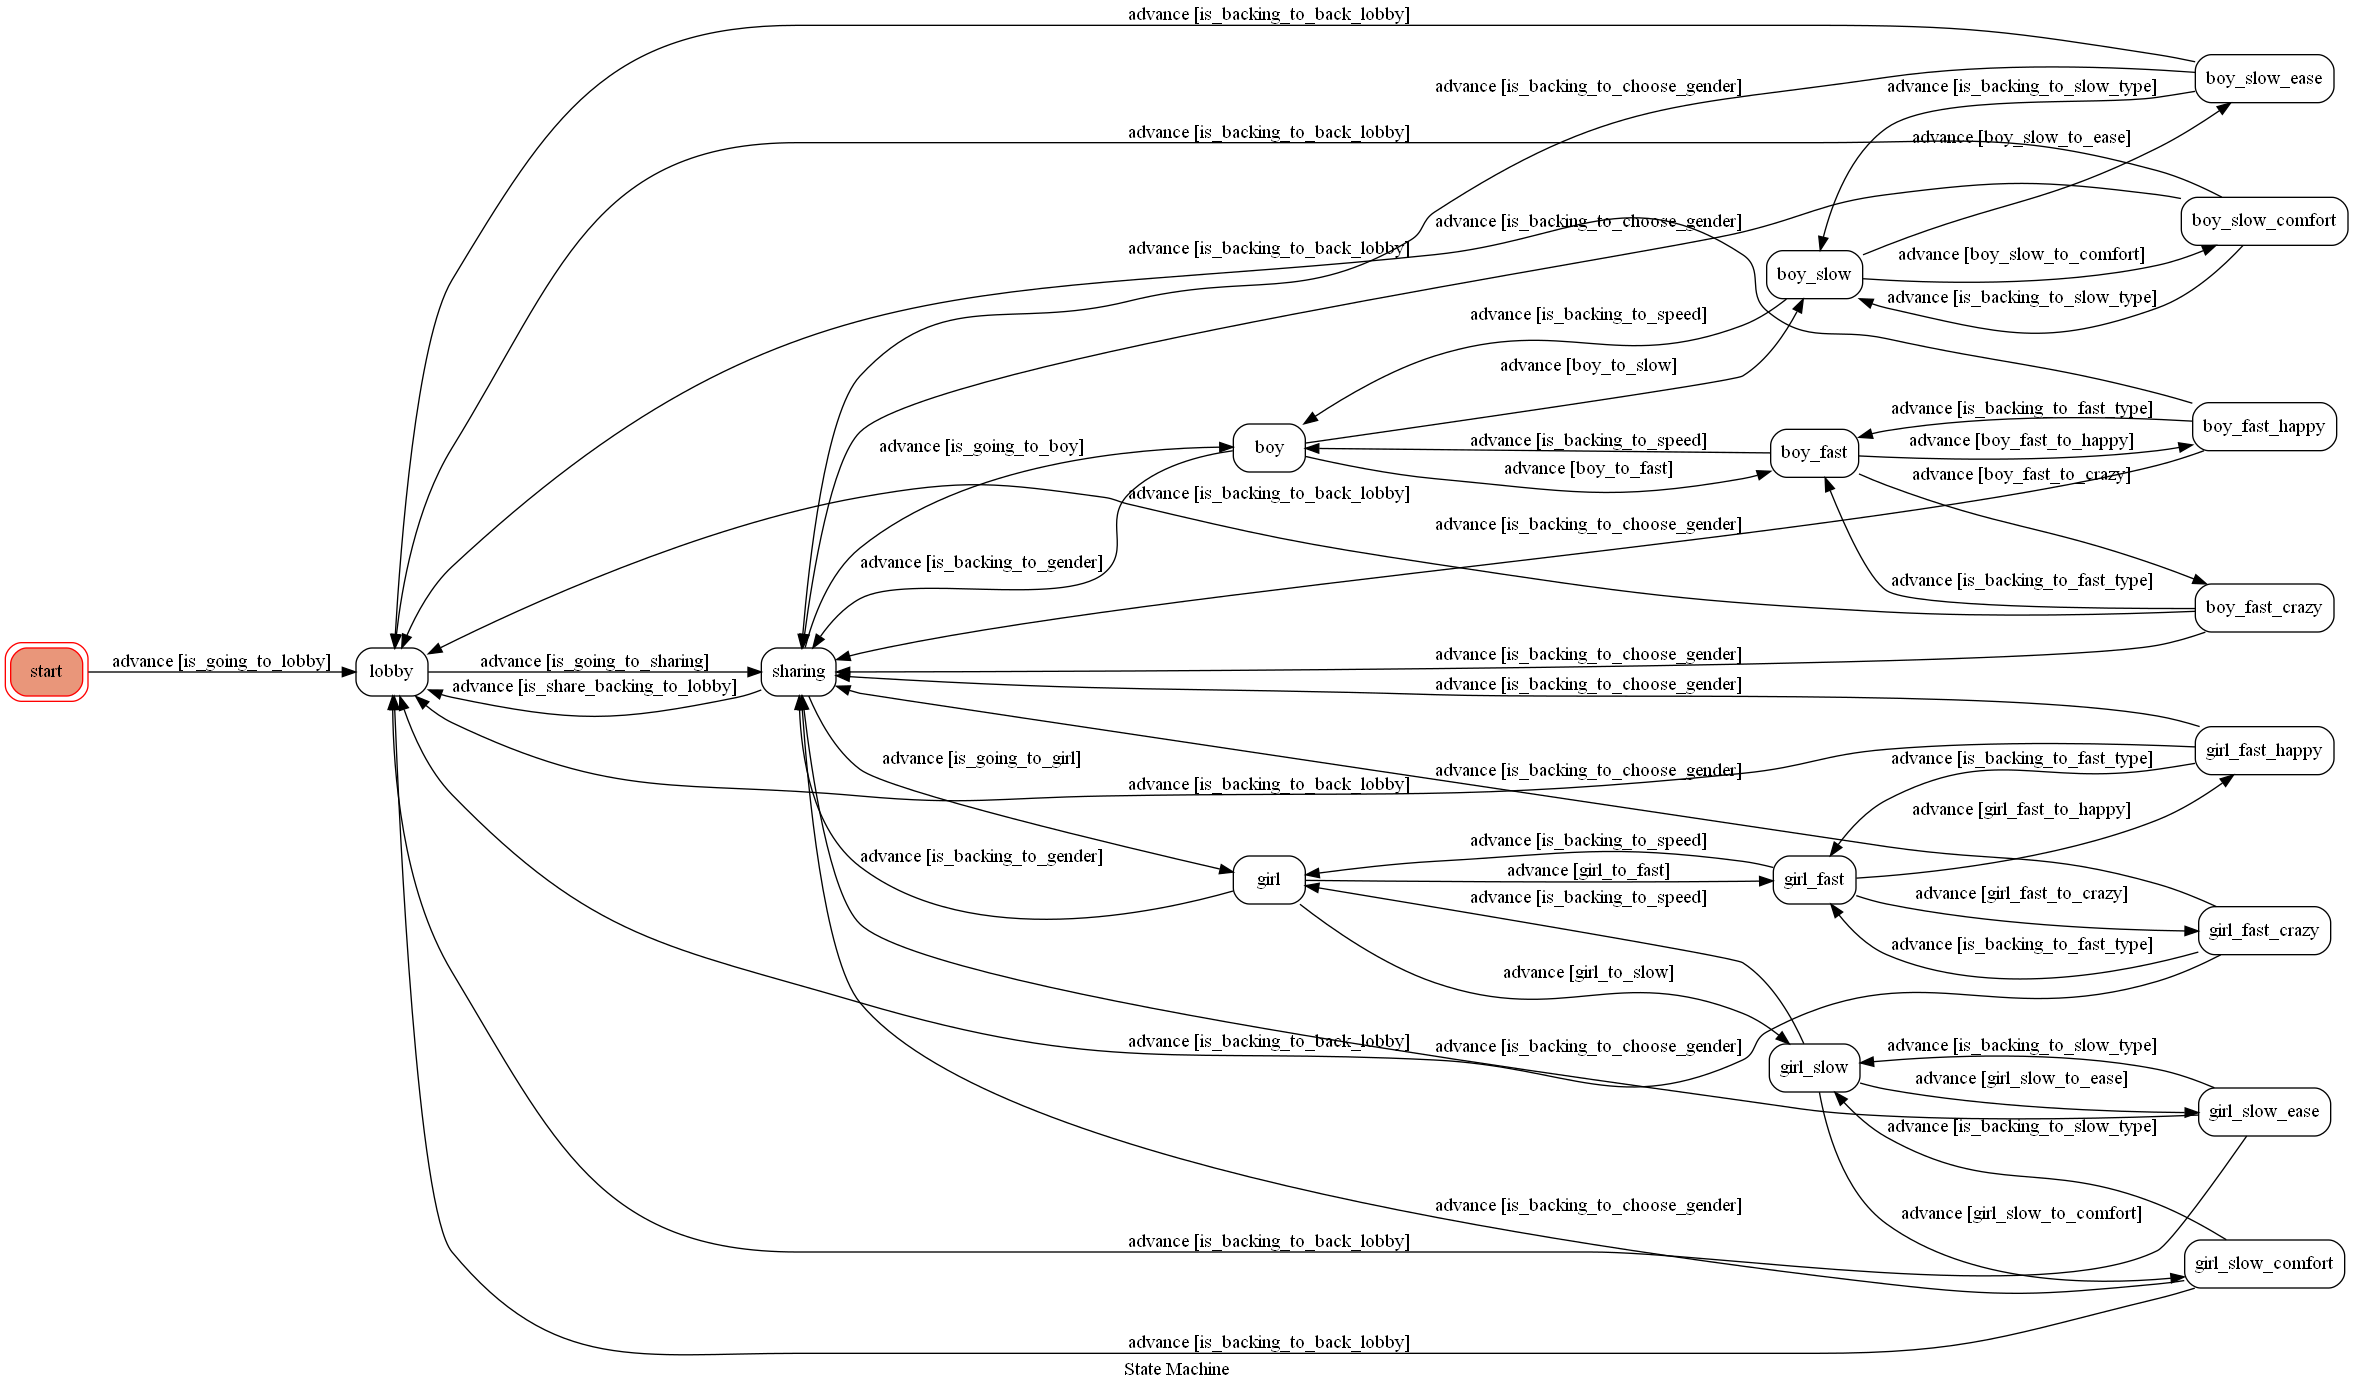 advance [is_backing_to_back_lobby]
boy_slow_ease
advance [is_backing_to_choose_gender]
advance [is_backing_to_slow_type]
advance [is_backing_to_back_lobby]
advance [boy_slow_to_ease]
advance [is_backing_to_choose_gender]
boy_slow_comfort
advance [is_backing_to_back_lobby]
advance [boy_slow_to_comfort]
boy_slow
advance [is_backing_to_slow_type]
advance [is_backing_to_speed]
advance [boy_to_slow]
advance [is_backing_to_fast_type]
boy_fast_happy
advance [is_going_to_boy]
boy
advance [is_backing_to_speed]
boy_fast
advance [boy_fast_to_happy]
advance [boy_to_fast]
advance [boy_fast_to_crazy]
advance [is_backing_to_back_lobby]
advance [is_backing_to_choose_gender]
advance [is_backing_to_gender]
advance [is_backing_to_fast_type]
boy_fast_crazy
start
advance [is_going_to_lobby]
lobby
advance [is_going_to_sharing]
sharing
advance [is_backing_to_choose_gender]
advance [is_share_backing_to_lobby]
advance [is_backing_to_choose_gender]
advance [is_going_to_girl]
advance [is_backing_to_fast_type]
girl_fast_happy
advance [is_backing_to_choose_gender]
advance [is_backing_to_back_lobby]
advance [girl_fast_to_happy]
advance [is_backing_to_speed]
advance [is_backing_to_gender]
girl
advance [girl_to_fast]
girl_fast
advance [is_backing_to_speed]
advance [girl_fast_to_crazy]
girl_fast_crazy
advance [is_backing_to_fast_type]
advance [girl_to_slow]
advance [is_backing_to_back_lobby]
advance [is_backing_to_choose_gender]
advance [is_backing_to_slow_type]
girl_slow
advance [girl_slow_to_ease]
girl_slow_ease
advance [is_backing_to_slow_type]
advance [is_backing_to_choose_gender]
advance [girl_slow_to_comfort]
advance [is_backing_to_back_lobby]
girl_slow_comfort
advance [is_backing_to_back_lobby]
State Machine